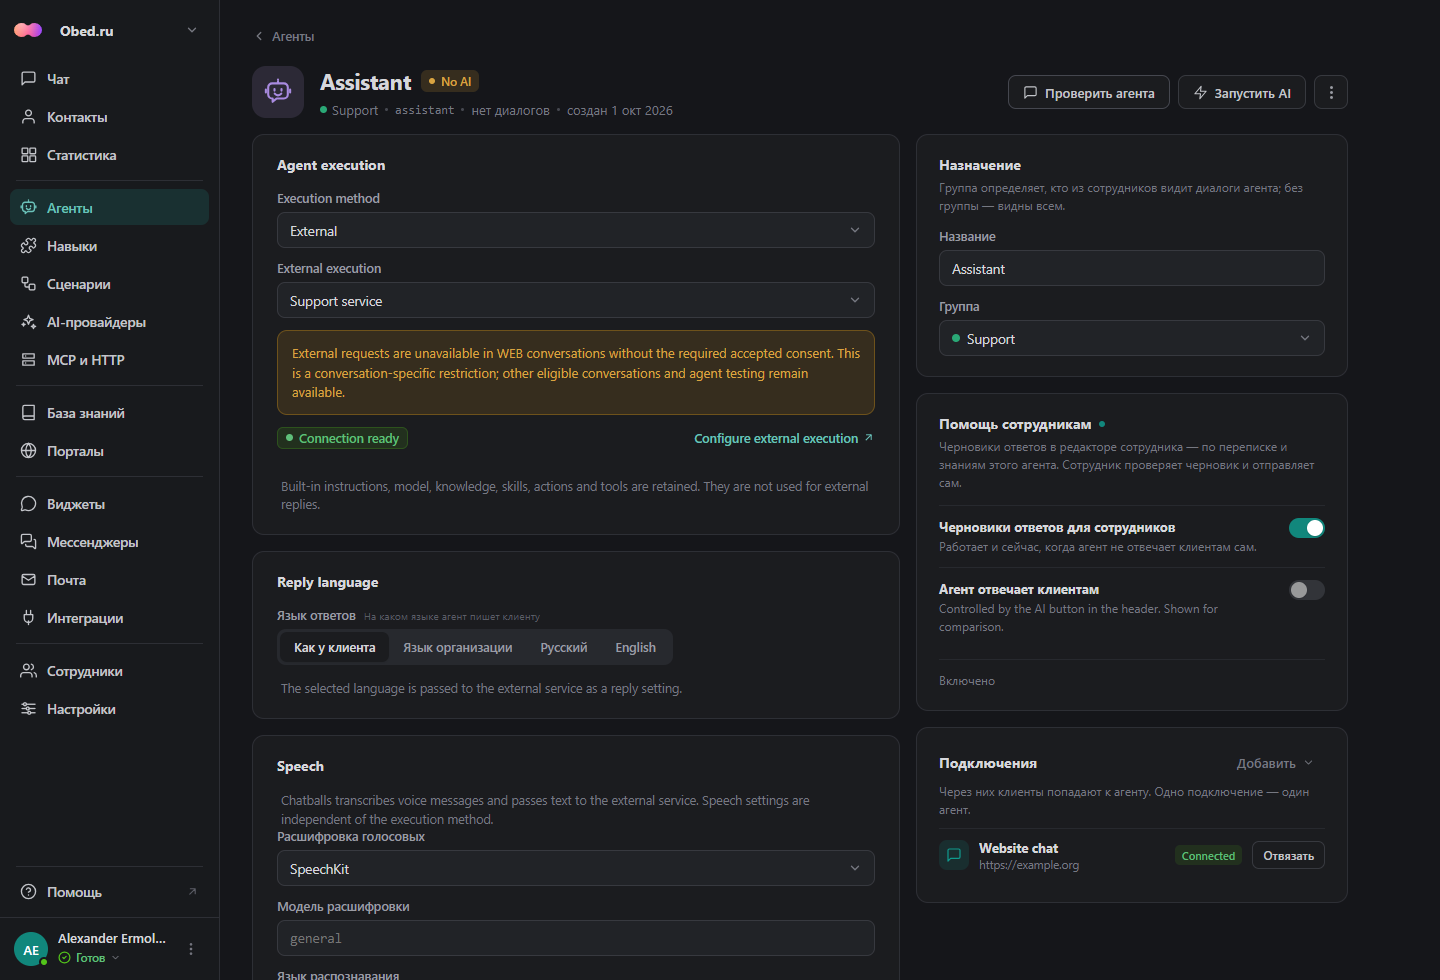 Obed.ru
Чат
Контакты
Статистика
Агенты
Навыки
Сценарии
AI-провайдеры
MCP и HTTP
База знаний
Порталы
Виджеты
Мессенджеры
Почта
Интеграции
Сотрудники
Настройки
Помощь
AE
Alexander Ermol...
Готов
Агенты
Assistant
No AI
Support • assistant • нет диалогов • создан 1 окт 2026
Проверить агента
Запустить AI
Agent execution
Execution method
External
External execution
Support service
External requests are unavailable in WEB conversations without the required accepted consent. This
is a conversation-specific restriction; other eligible conversations and agent testing remain
available.
Connection ready
Configure external execution
Built-in instructions, model, knowledge, skills, actions and tools are retained. They are not used for external
replies.
Reply language
Язык ответов На каком языке агент пишет клиенту
Как у клиента
Язык организации
Русский
English
The selected language is passed to the external service as a reply setting.
Speech
Chatballs transcribes voice messages and passes text to the external service. Speech settings are
independent of the execution method.
Расшифровка голосовых
SpeechKit
Модель расшифровки
general
Язык распознавания
Назначение
Группа определяет, кто из сотрудников видит диалоги агента; без
группы — видны всем.
Название
Assistant
Группа
Support
Помощь сотрудникам
Черновики ответов в редакторе сотрудника — по переписке и
знаниям этого агента. Сотрудник проверяет черновик и отправляет
сам.
Черновики ответов для сотрудников
Работает и сейчас, когда агент не отвечает клиентам сам.
Агент отвечает клиентам
Controlled by the AI button in the header. Shown for
comparison.
Включено
Подключения
Добавить
Через них клиенты попадают к агенту. Одно подключение — один
агент.
Website chat
https://example.org
Connected
Отвязать